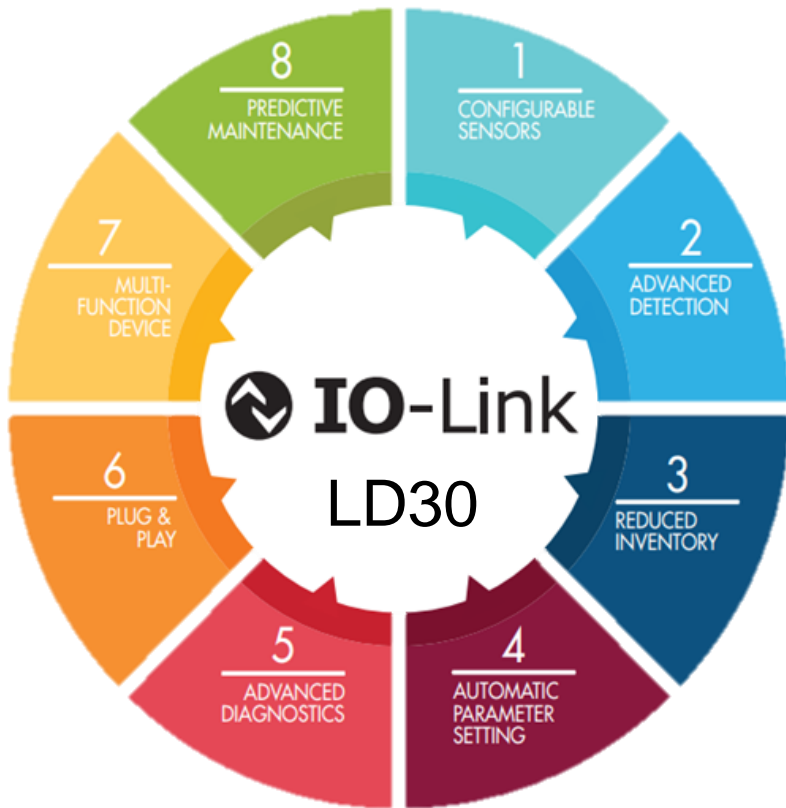 1
CONFIGURABLE
SENSORS
2
ADVANCED
DETECTION
3
REDUCED
INVENTORY
4
AUTOMATIC
PARAMETER
SETTING
5
ADVANCED
DIAGNOSTICS
6
PLUG &
PLAY
7
MULTI-
FUNCTION
DEVICE
8
PREDICTIVE
MAINTENANCE
IO-Link
LD30